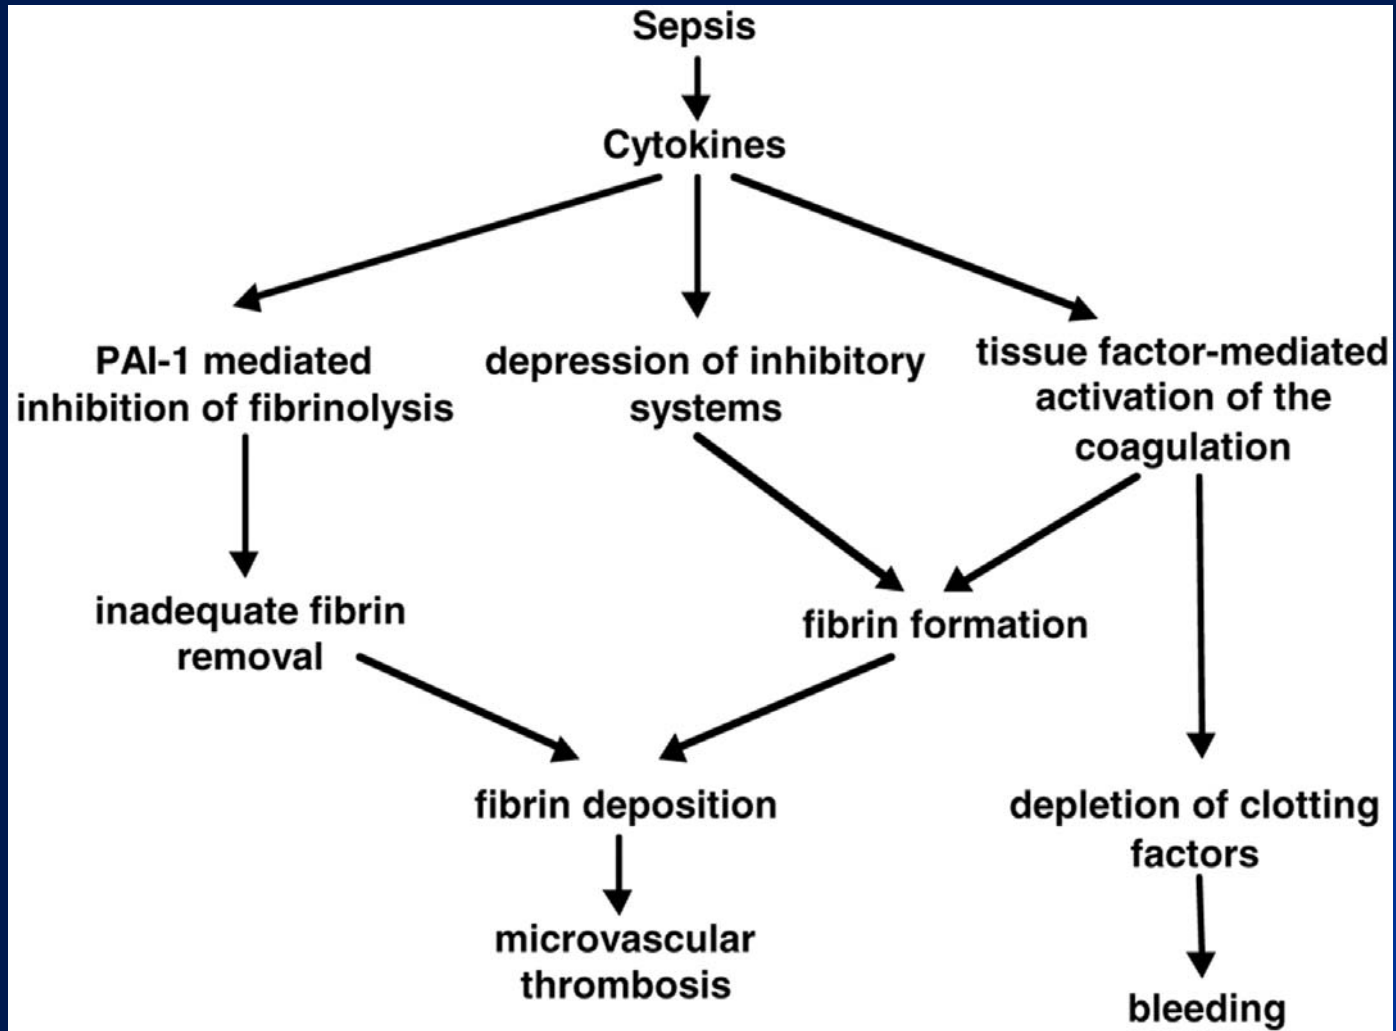 Sepsis
Cytokines
PAI-1 mediated
inhibition of fibrinolysis
depression of inhibitory
systems
tissue factor-mediated
activation of the
coagulation
inadequate fibrin
removal
fibrin formation
fibrin deposition
depletion of clotting
factors
microvascular
thrombosis
bleeding